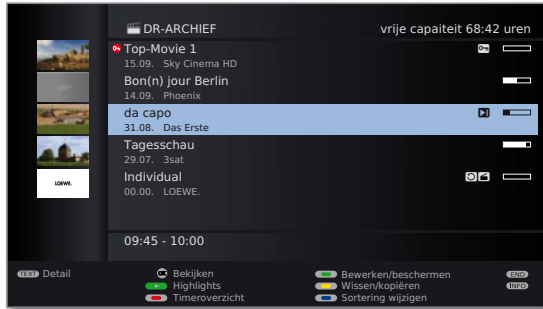 DR-ARCHIEF vrije capaiteit 68:42 uren
Top-Movie 1
15.09. Sky Cinema HD
Bon(n) jour Berlin
14.09. Phoenix
da capo
31.08. Das Erste
Tagesschau
29.07. 3sat
Individual
00.00. LOEWE.
LOEWE.
09:45 - 10:00
TEXT Detail OK Bekijken Bewerken/beschermen END
Highlights Wissen/kopiëren INFO
Timeroverzicht Sortering wijzigen